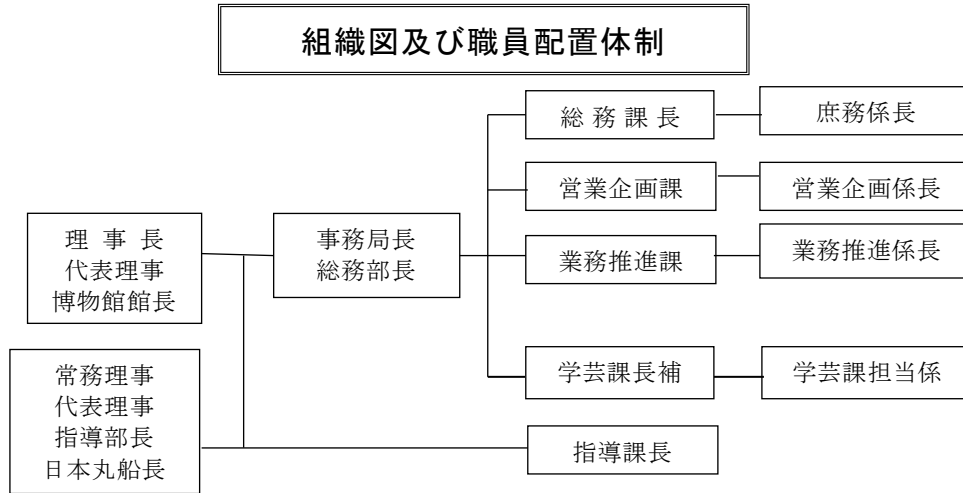 組織図及び職員配置体制
総務課長
庶務係長
営業企画課
営業企画係長
理事長
代表理事
博物館館長
事務局長
総務部長
業務推進課
業務推進係長
常務理事
代表理事
指導部長
日本丸船長
学芸課長補
学芸課担当係
指導課長